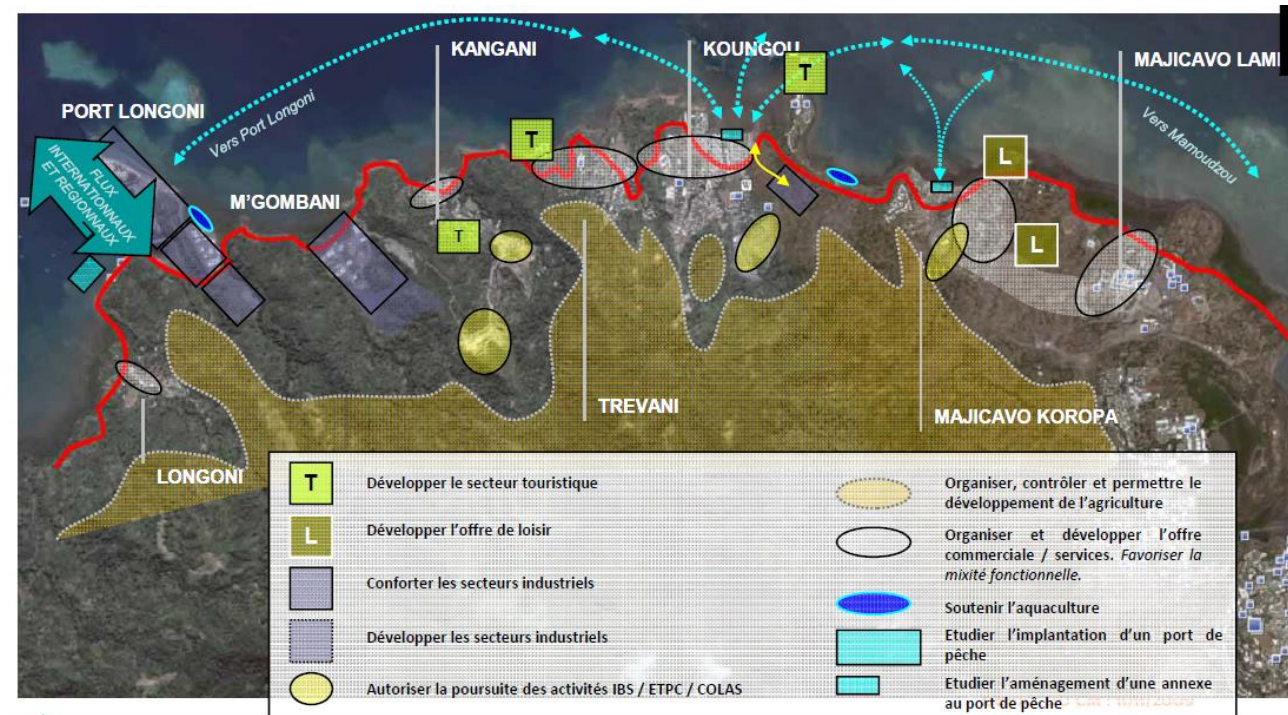 KANGANI
KOUNGOU
MAJICAVO LAMI
T
PORT LONGONI
Vers Port Longoni
T
L
Vers Mamoudzou
FLUX
INTERNATIONNAUX
ET REGIONNAUX
M'GOMBANI
T
L
TREVANI
MAJICAVO KOROPA
LONGONI
T
Développer le secteur touristique
L
Développer l'offre de loisir
Conforter les secteurs industriels
Développer les secteurs industriels
Autoriser la poursuite des activités IBS / ETPC / COLAS
Organiser, contrôler et permettre le
développement de l'agriculture
Organiser et développer l'offre
commerciale / services. Favoriser la
mixité fonctionnelle.
Soutenir l'aquaculture
Etudier l'implantation d'un port de
pêche
Etudier l'aménagement d'une annexe
au port de pêche